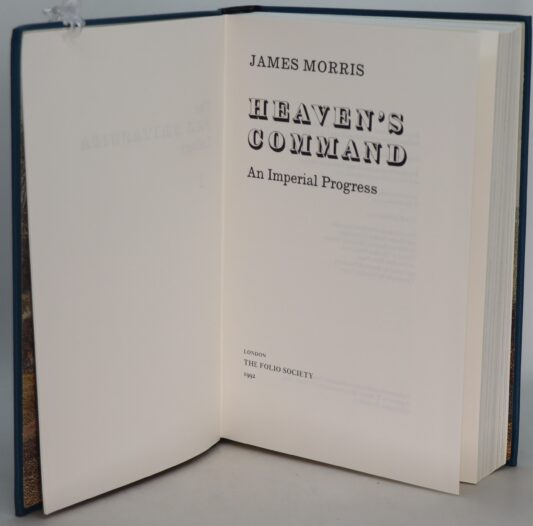 JAMES MORRIS
HEAVEN'S
COMMAND
An Imperial Progress
LONDON
THE FOLIO SOCIETY
1992